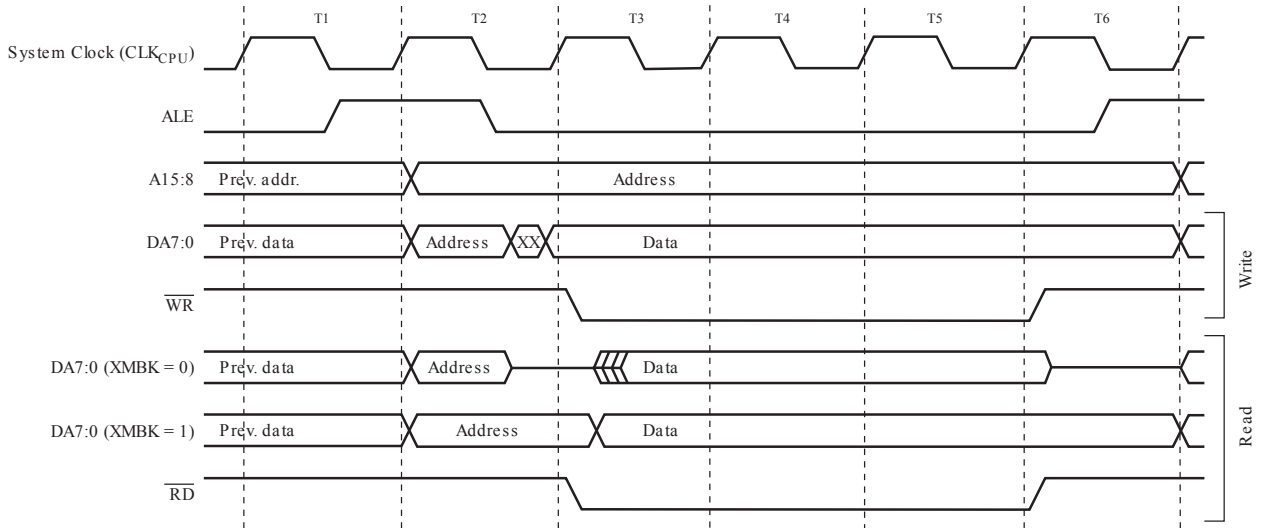 T1 T2 T3 T4 T5 T6
System Clock (CLKCPU)
ALE
A15:8 Prev. addr. Address
DA7:0 Prev. data Address XX Data
WR
Write
DA7:0 (XMBK = 0) Prev. data Address Data
DA7:0 (XMBK = 1) Prev. data Address Data
RD
Read